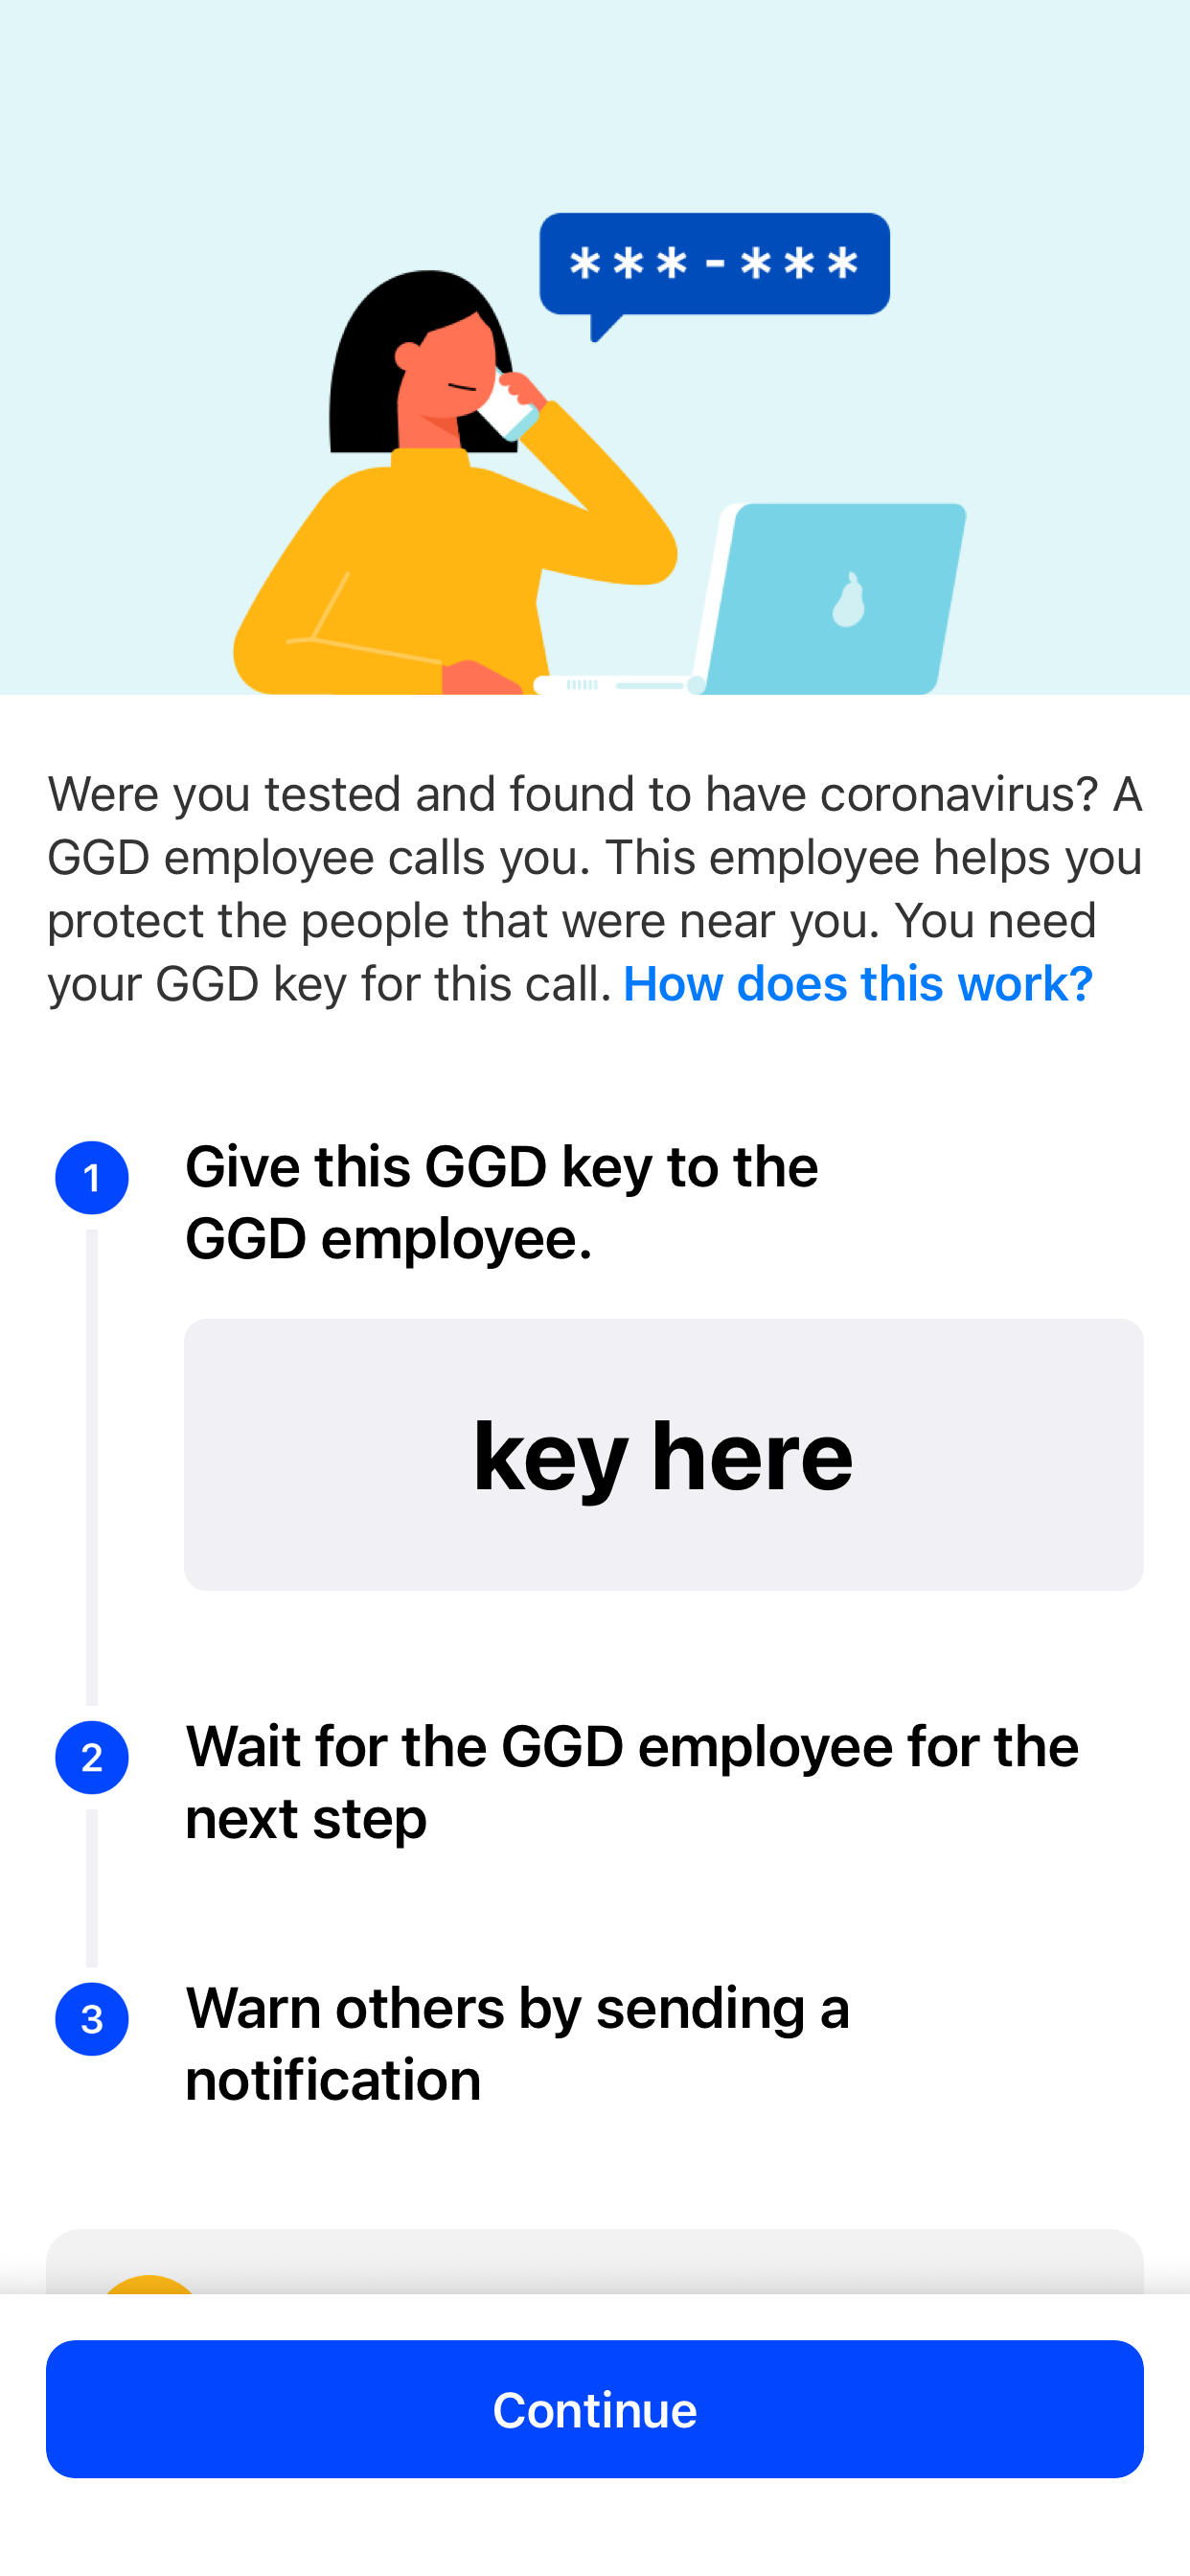 ***-***
Were you tested and found to have coronavirus? A
GGD employee calls you. This employee helps you
protect the people that were near you. You need
your GGD key for this call. How does this work?
1
Give this GGD key to the
GGD employee.
key here
2
Wait for the GGD employee for the
next step
3
Warn others by sending a
notification
Continue